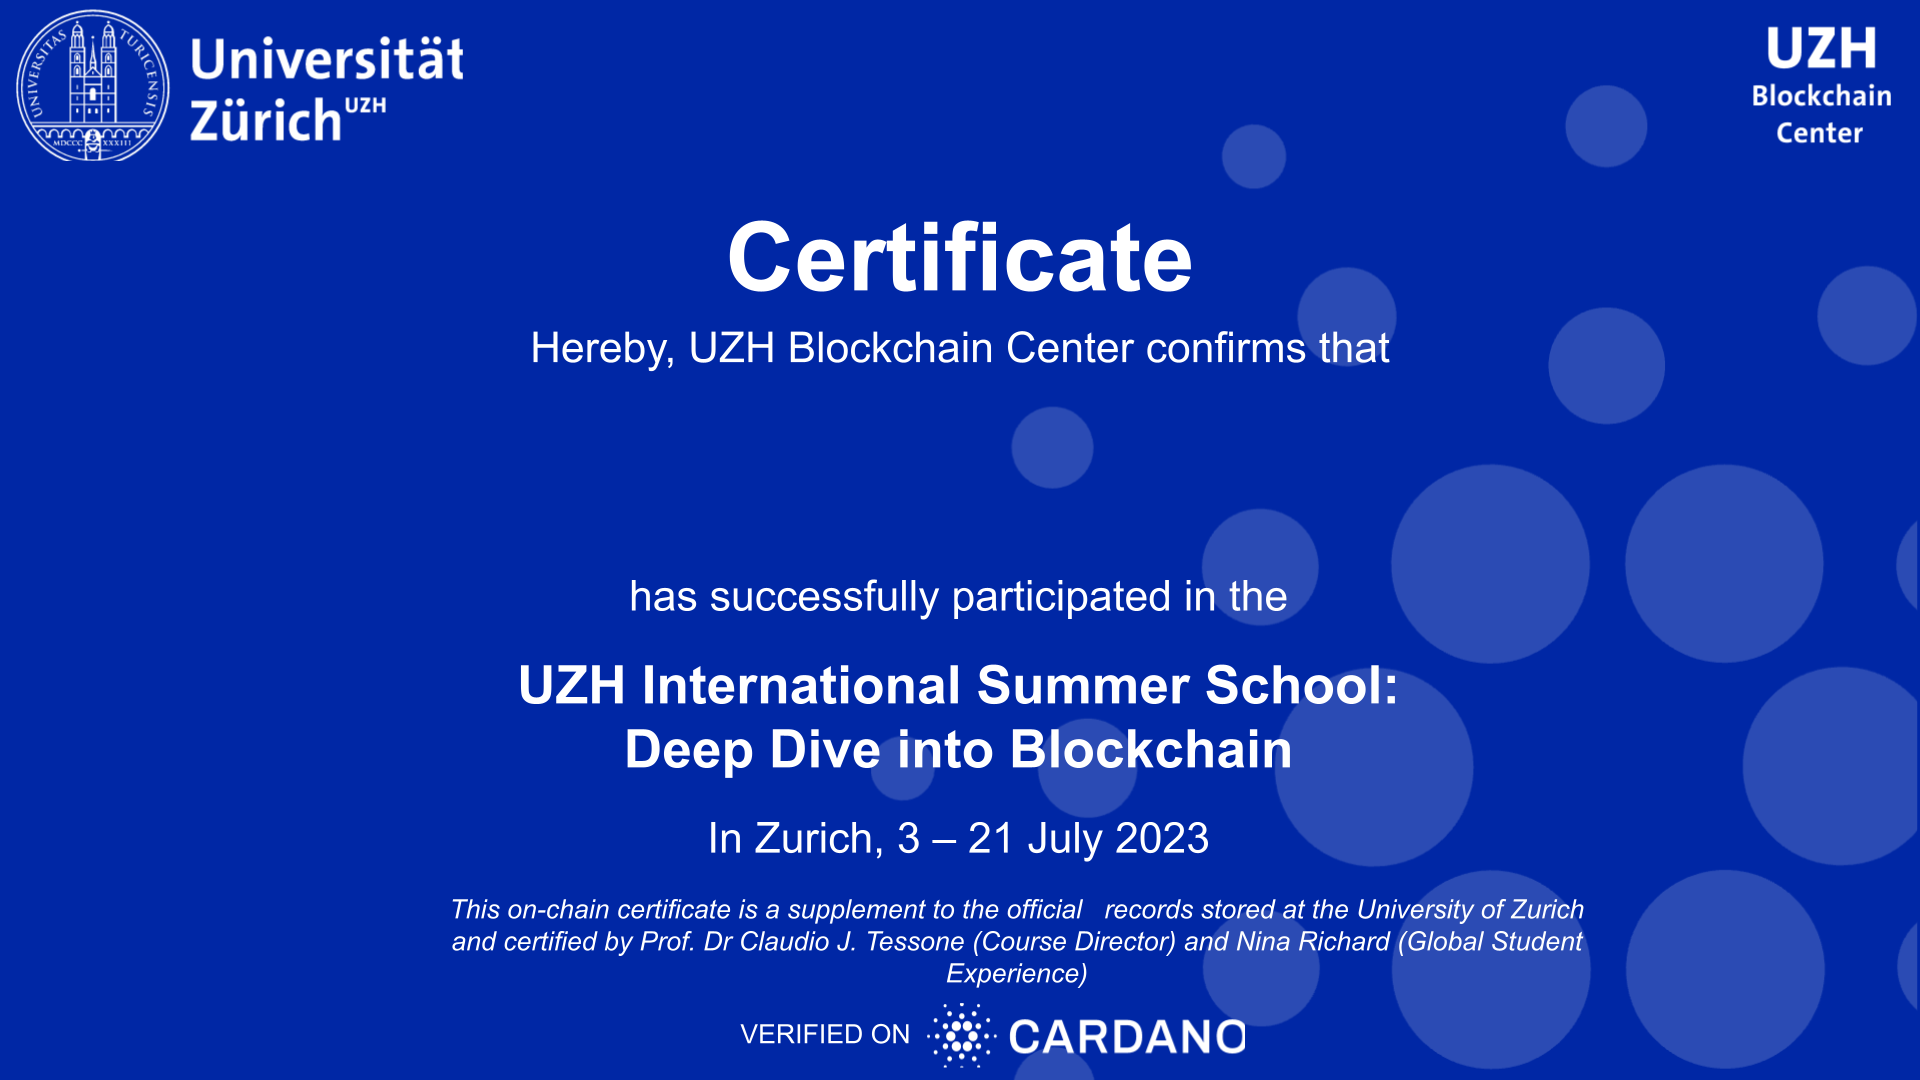 UNIVERSITAS TURICENSIS
MDCCC XXXIII
Universität
Zürich UZH
UZH
Blockchain
Center
Certificate
Hereby, UZH Blockchain Center confirms that
has successfully participated in the
UZH International Summer School:
Deep Dive into Blockchain
In Zurich, 3 – 21 July 2023
This on-chain certificate is a supplement to the official records stored at the University of Zurich
and certified by Prof. Dr Claudio J. Tessone (Course Director) and Nina Richard (Global Student
Experience)
VERIFIED ON CARDANO